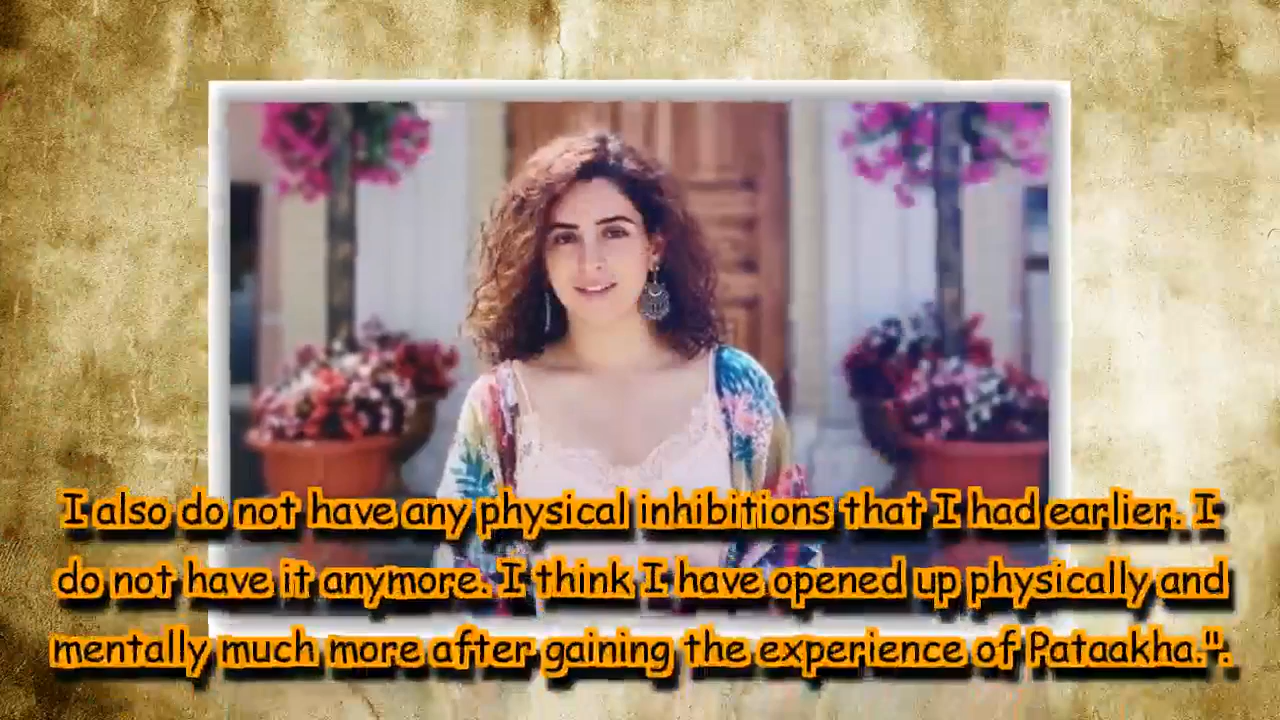 I also do not have any physical inhibitions that I had earlier. I
do not have it anymore. I think I have opened up physically and
mentally much more after gaining the experience of Pataakha.".